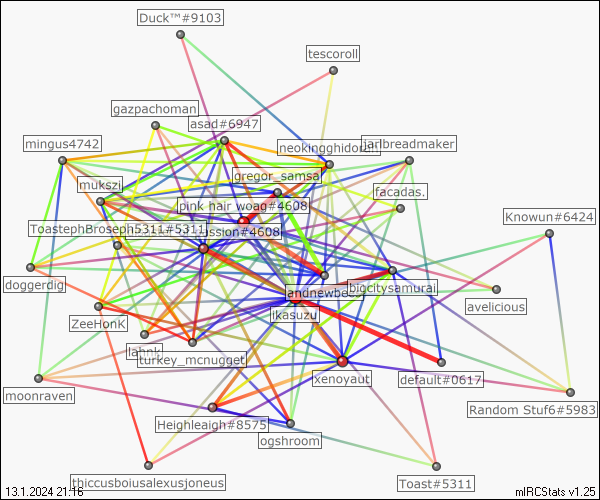 Duck™#9103
tescoroll
gazpachoman
asad#6947
mingus4742
neokingghidorah
jarlbreadmaker
gregor_samsa
mukszi
facadas.
pink hair woag#4608
Knowun#6424
ToastephBroseph5311#5311
ssion#4608
doggerdig
andnewbees
bigcitysamurai
avelicious
likasuzu
ZeeHonK
lahnk
turkey_mcnugget
xenoyaut
default#0617
moonraven
Random Stuf6#5983
Heighleaigh#8575
ogshroom
thiccusboiusalexusjoneus
Toast#5311
13.1.2024 21:16
mIRCStats v1.25